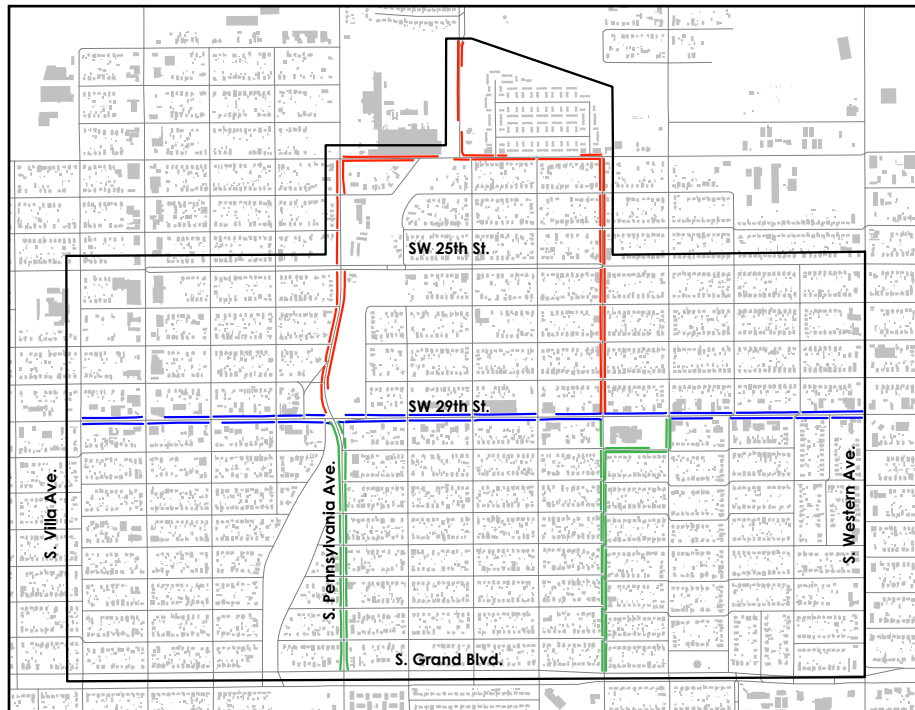 SW 25th St.
SW 29th St.
S. Villa Ave.
S. Pennsylvania Ave.
S. Western Ave.
S. Grand Blvd.